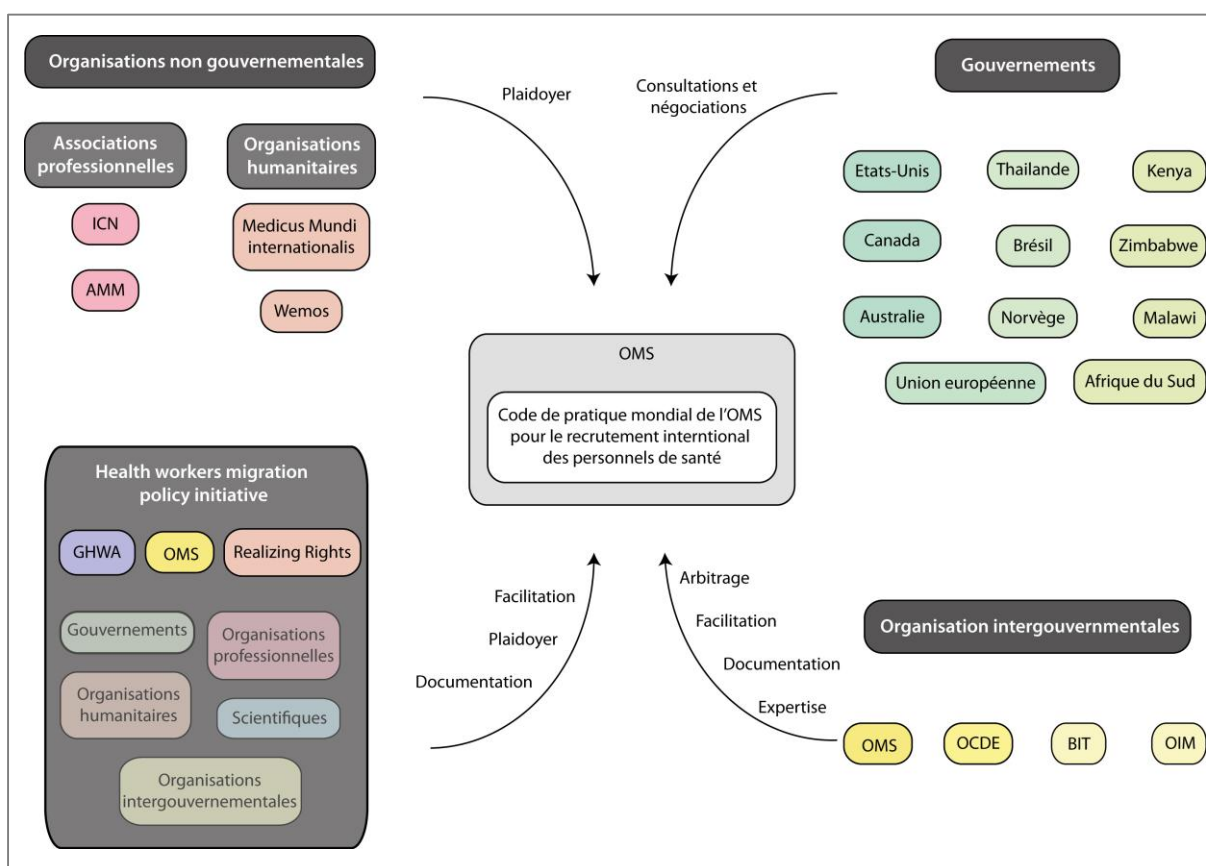 Organisations non gouvernementales
Associations
professionnelles
Organisations
humanitaires
ICN
AMM
Medicus Mundi
internationalis
Wemos
Plaidoyer
Consultations et
négociations
Gouvernements
Etats-Unis
Thailande
Kenya
Canada
Brésil
Zimbabwe
Australie
Norvège
Malawi
Union européenne
Afrique du Sud
OMS
Code de pratique mondial de l'OMS
pour le recrutement interntional
des personnels de santé
Health workers migration
policy initiative
GHWA
OMS
Realizing Rights
Gouvernements
Organisations
professionnelles
Organisations
humanitaires
Scientifiques
Organisations
intergouvernementales
Facilitation
Plaidoyer
Documentation
Arbitrage
Facilitation
Documentation
Expertise
Organisation intergouvernmentales
OMS
OCDE
BIT
OIM